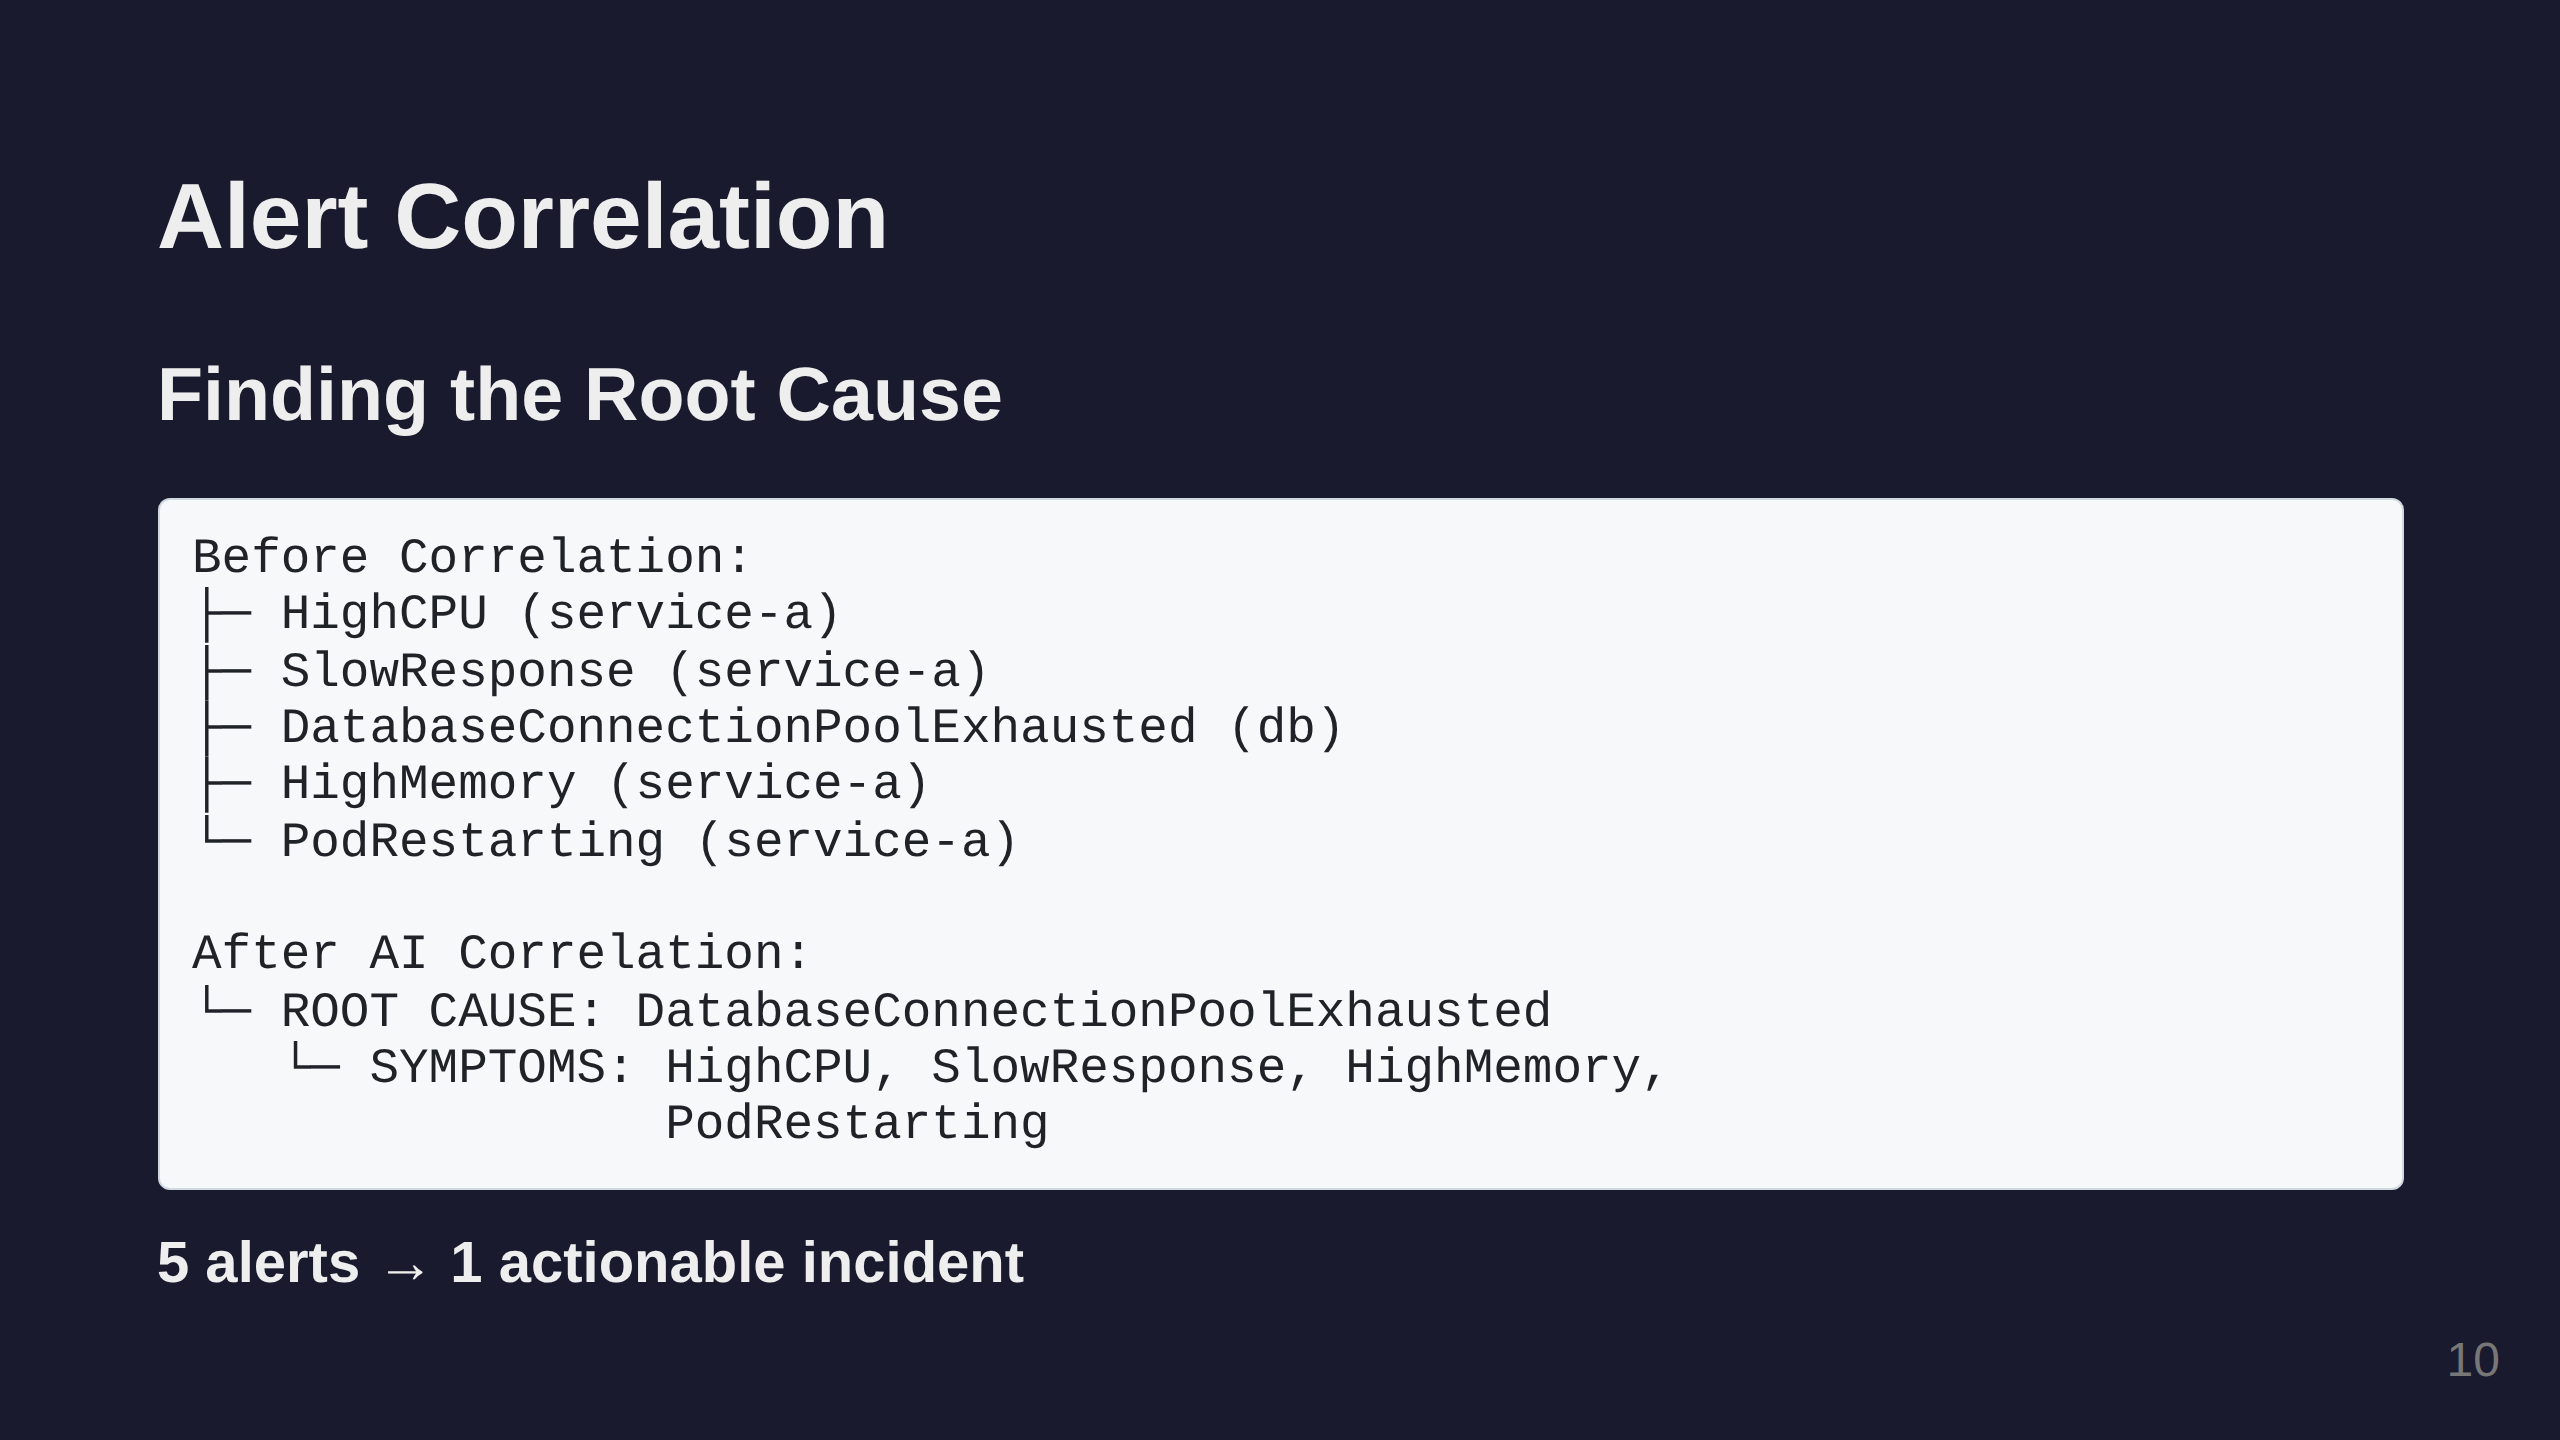 Alert Correlation
Finding the Root Cause
Before Correlation:
├─ HighCPU (service-a)
├─ SlowResponse (service-a)
├─ DatabaseConnectionPoolExhausted (db)
├─ HighMemory (service-a)
└─ PodRestarting (service-a)
After AI Correlation:
└─ ROOT CAUSE: DatabaseConnectionPoolExhausted
   └─ SYMPTOMS: HighCPU, SlowResponse, HighMemory,
                PodRestarting
5 alerts → 1 actionable incident
10